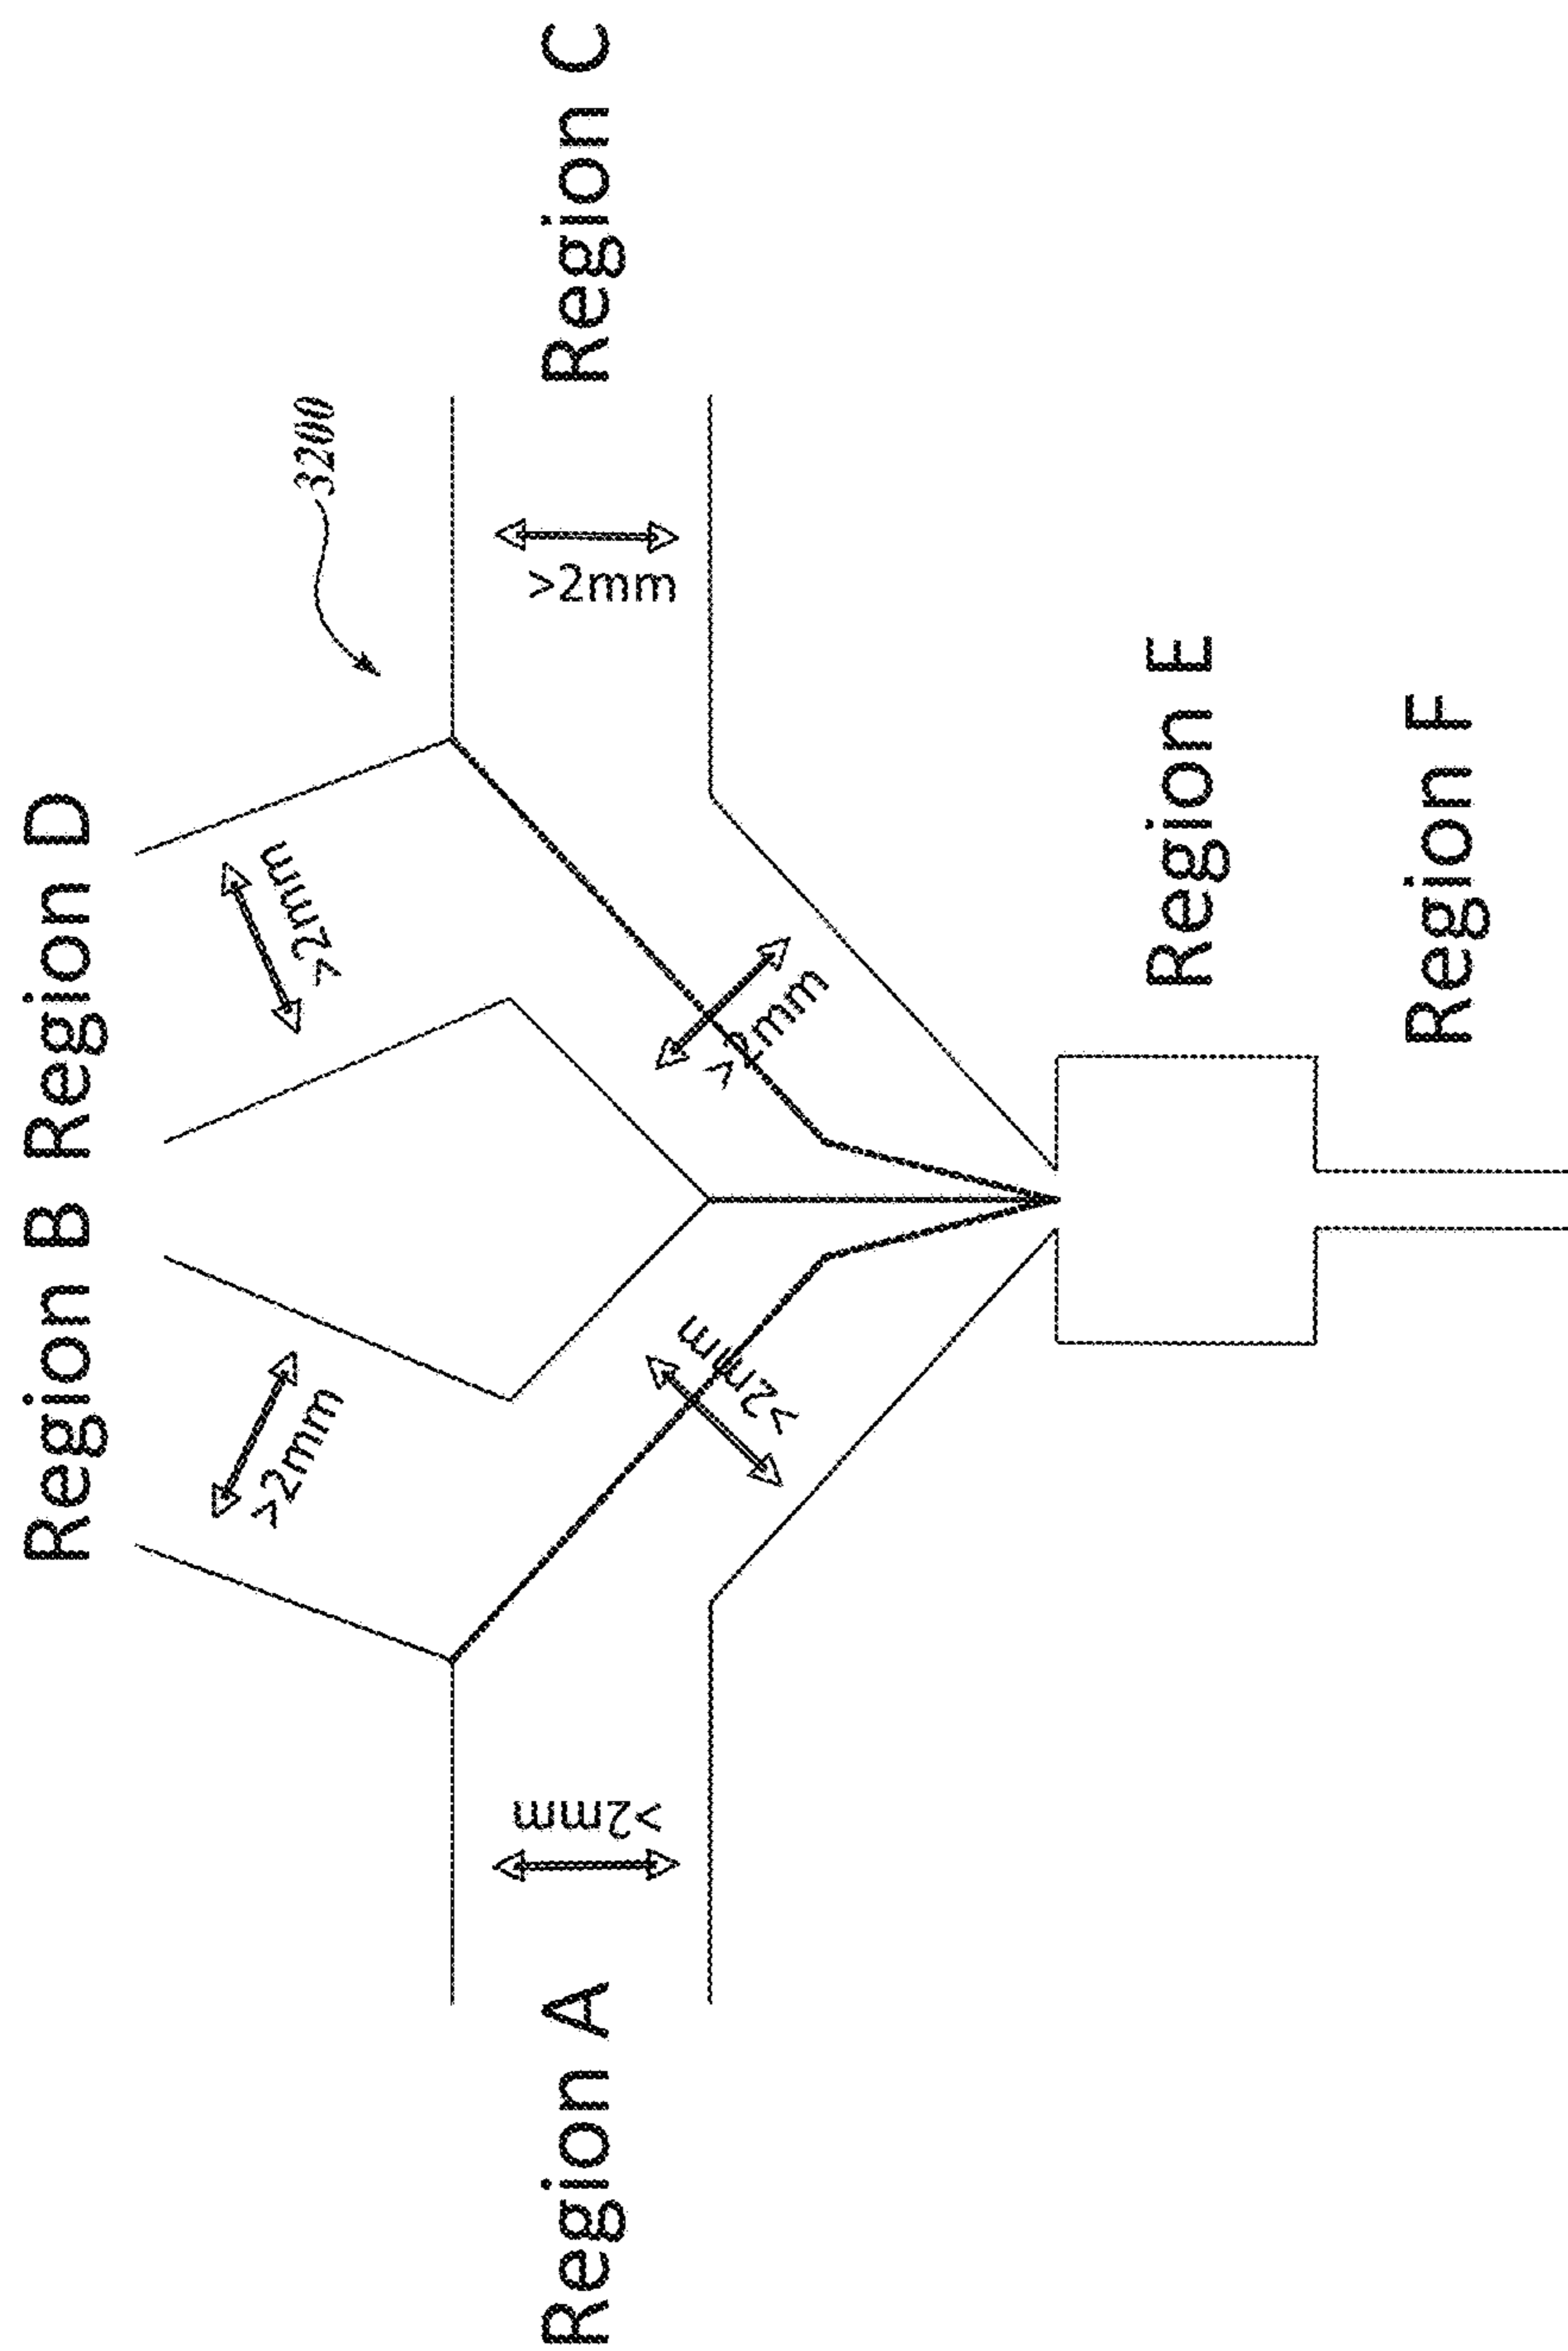 Region B
Region D
3200
>2mm
>2mm
Region A
>2mm
>2mm
>2mm
>2mm
Region C
Region E
Region F